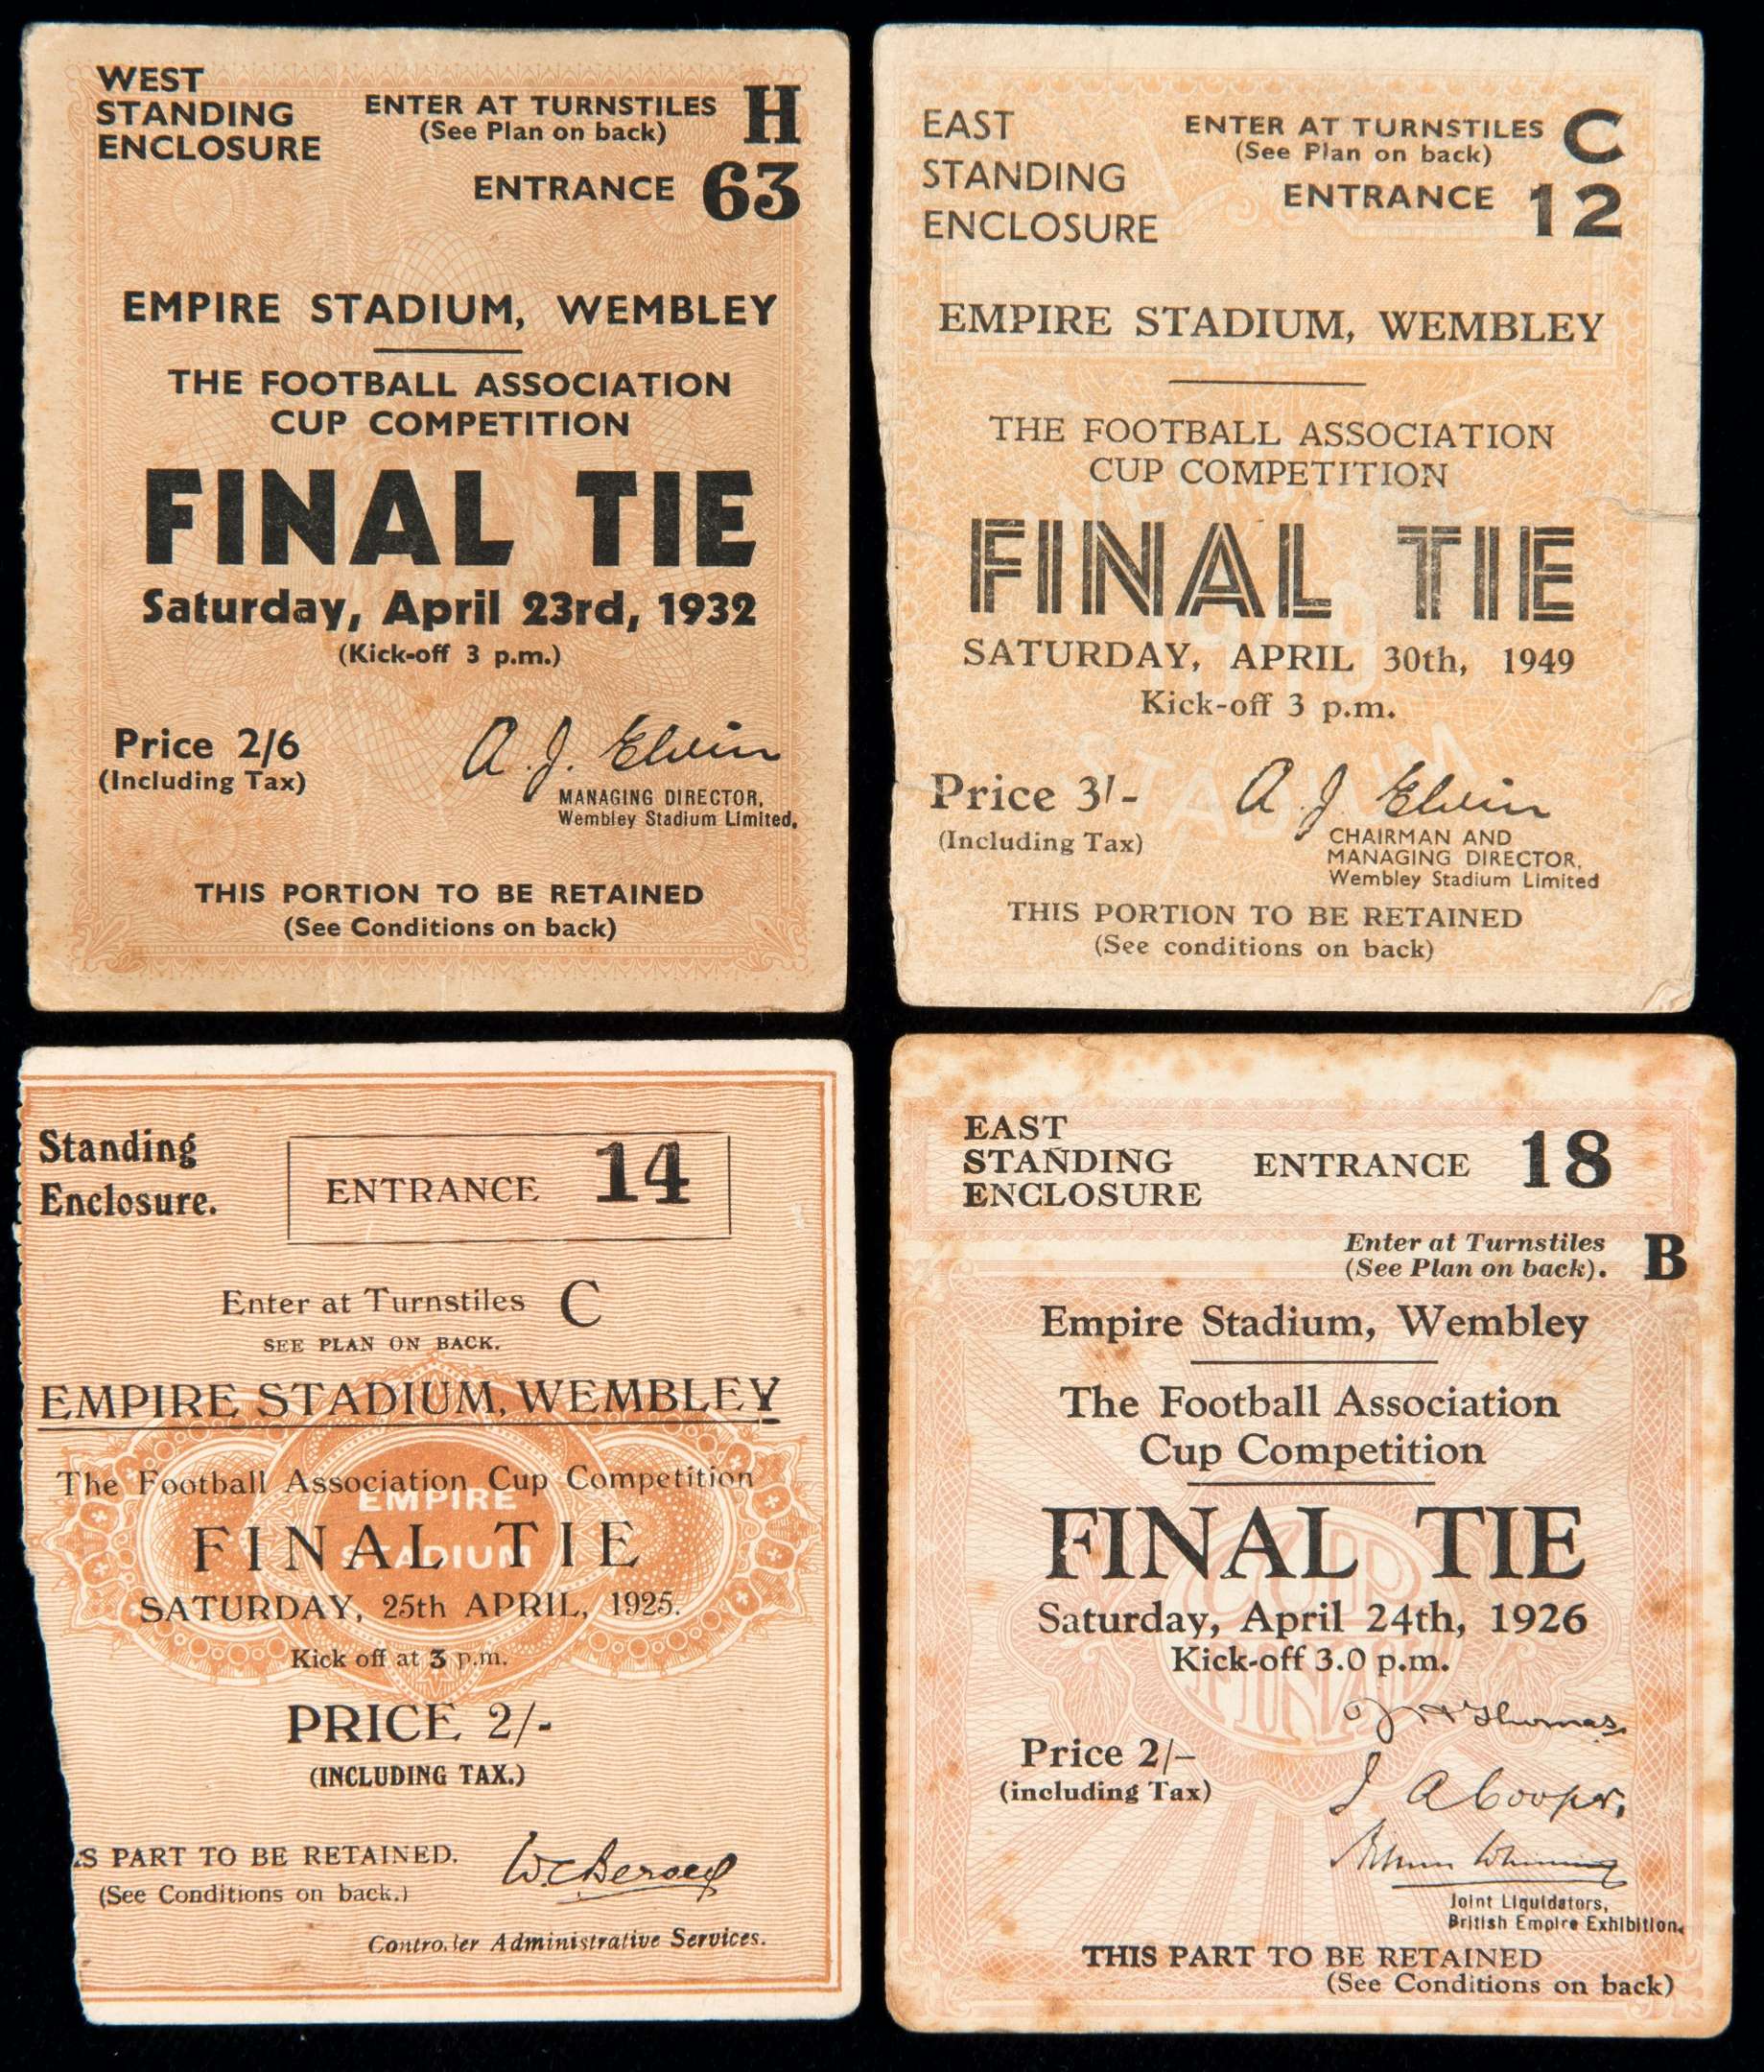 WEST
STANDING
ENCLOSURE
ENTER AT TURNSTILES H
(See Plan on back)
ENTRANCE 63
EMPIRE STADIUM, WEMBLEY
THE FOOTBALL ASSOCIATION
CUP COMPETITION
FINAL TIE
Saturday, April 23rd, 1932
(Kick-off 3 p.m.)
Price 2/6
(Including Tax)
A. J. Elvin
MANAGING DIRECTOR,
Wembley Stadium Limited.
THIS PORTION TO BE RETAINED
(See Conditions on back)
EAST
STANDING
ENCLOSURE
ENTER AT TURNSTILES C
(See Plan on back)
ENTRANCE 12
EMPIRE STADIUM, WEMBLEY
THE FOOTBALL ASSOCIATION
CUP COMPETITION
FINAL TIE
SATURDAY, APRIL 30th, 1949
Kick-off 3 p.m.
Price 3/-
(Including Tax)
A J Elvin
CHAIRMAN AND
MANAGING DIRECTOR,
Wembley Stadium Limited
THIS PORTION TO BE RETAINED
(See conditions on back)
WEMBLEY
1949
STADIUM
Standing
Enclosure.
ENTRANCE 14
Enter at Turnstiles C
SEE PLAN ON BACK.
EMPIRE STADIUM, WEMBLEY
The Football Association Cup Competition
EMPIRE
STADIUM
FINAL TIE
SATURDAY, 25th APRIL, 1925.
Kick off at 3 p.m.
PRICE 2/-
(INCLUDING TAX.)
S PART TO BE RETAINED.
(See Conditions on back.)
Controller Administrative Services.
EAST
STANDING
ENCLOSURE
ENTRANCE 18
Enter at Turnstiles B
(See Plan on back).
Empire Stadium, Wembley
The Football Association
Cup Competition
FINAL TIE
CUP
FINAL
Saturday, April 24th, 1926
Kick-off 3.0 p.m.
Price 2/-
(including Tax)
J H Thomas
J A Cooper,
Joint Liquidators,
British Empire Exhibition.
THIS PART TO BE RETAINED
(See Conditions on back)